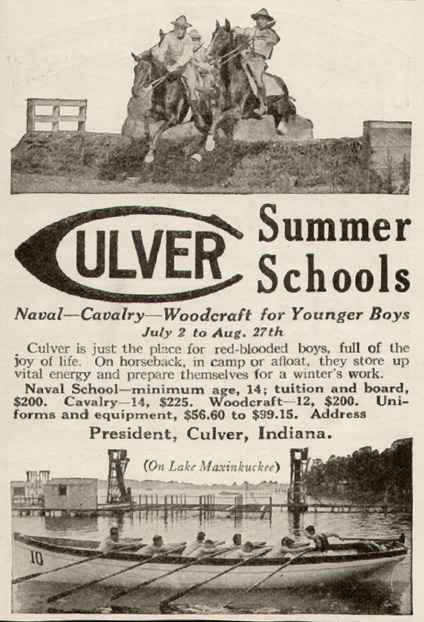 CULVER
Summer
Schools
Naval—Cavalry—Woodcraft for Younger Boys
July 2 to Aug. 27th
Culver is just the place for red-blooded boys, full of the
joy of life. On horseback, in camp or afloat, they store up
vital energy and prepare themselves for a winter's work.
Naval School—minimum age, 14; tuition and board,
$200. Cavalry—14, $225. Woodcraft—12, $200. Uni-
forms and equipment, $56.60 to $99.15. Address
President, Culver, Indiana.
(On Lake Maxinkuckee)
10